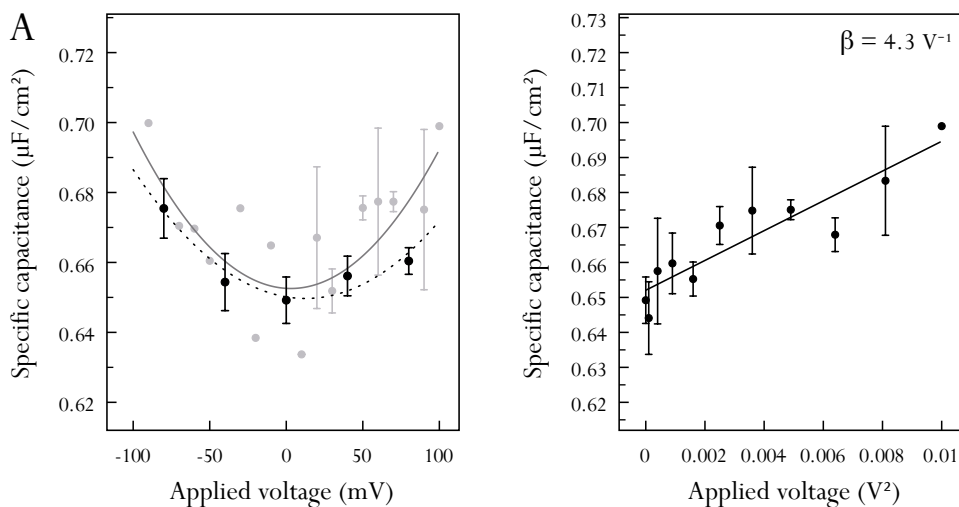 A
0.72
0.70
0.68
0.66
0.64
0.62
-100 -50 0 50 100
Specific capacitance (µF/cm²)
Applied voltage (mV)
β = 4.3 V⁻¹
0.73
0.72
0.71
0.70
0.69
0.68
0.67
0.66
0.65
0.64
0.63
0.62
0 0.002 0.004 0.006 0.008 0.01
Specific capacitance (µF/cm²)
Applied voltage (V²)